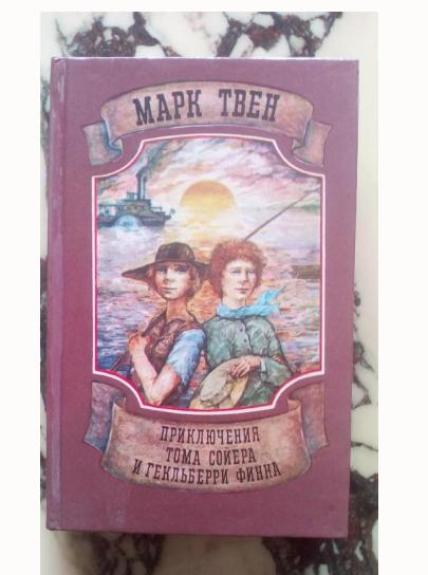 МАРК ТВЕН
ПРИКЛЮЧЕНИЯ
ТОМА СОЙЕРА
И ГЕКЛЬБЕРРИ ФИННА